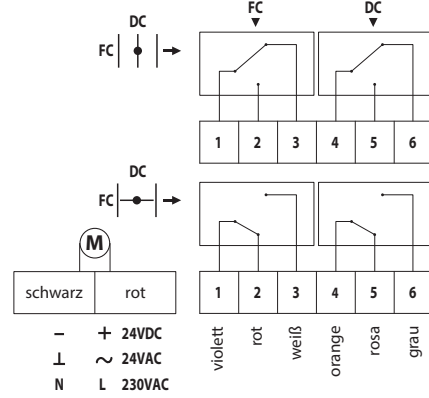 FC DC
DC
FC
1 2 3 4 5 6
DC
FC
M
schwarz rot
1 2 3 4 5 6
violett rot weiß orange rosa grau
– + 24VDC
⊥ ~ 24VAC
N L 230VAC